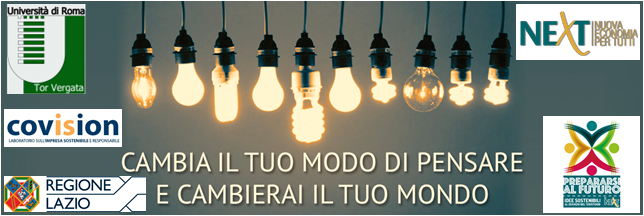 Università di Roma
Tor Vergata
covision
LABORATORIO SULL'IMPRESA SOSTENIBILE E RESPONSABILE
REGIONE
LAZIO
CAMBIA IL TUO MODO DI PENSARE
E CAMBIERAI IL TUO MONDO
NEXT
NUOVA
ECONOMIA
PER TUTTI
PREPARARSI
AL FUTURO
IDEE SOSTENIBILI
NEXT